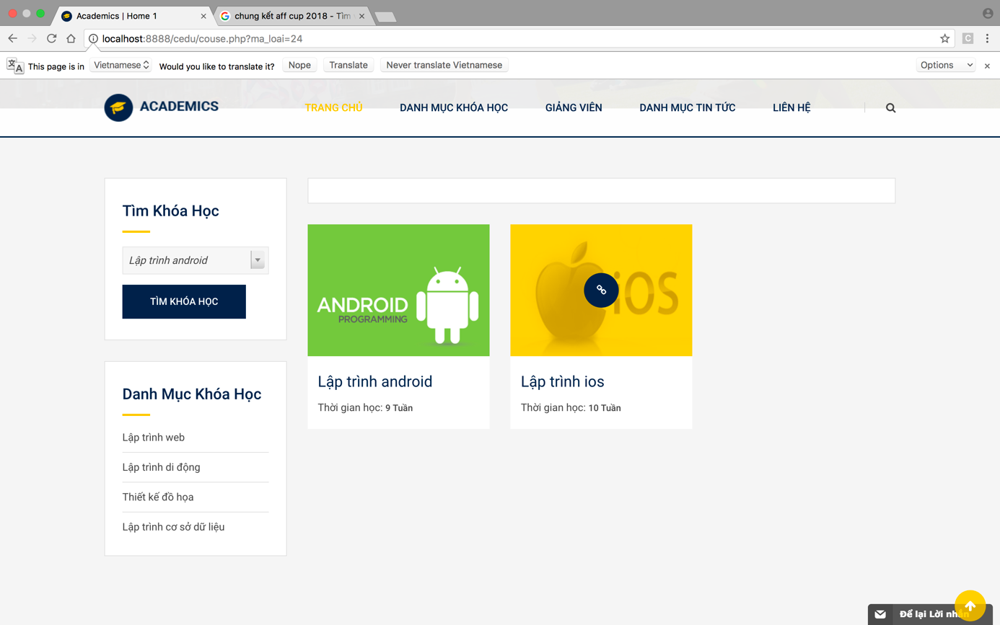 Academics | Home 1
chung kết aff cup 2018 - Tìm
localhost:8888/cedu/couse.php?ma_loai=24
C
This page is in Vietnamese Would you like to translate it? Nope Translate Never translate Vietnamese Options
ACADEMICS TRANG CHỦ DANH MỤC KHÓA HỌC GIẢNG VIÊN DANH MỤC TIN TỨC LIÊN HỆ
Tìm Khóa Học
Lập trình android
TÌM KHÓA HỌC
Danh Mục Khóa Học
Lập trình web
Lập trình di động
Thiết kế đồ họa
Lập trình cơ sở dữ liệu
ANDROID
PROGRAMMING
Lập trình android
Thời gian học: 9 Tuần
iOS
Lập trình ios
Thời gian học: 10 Tuần
Để lại Lời nhắn